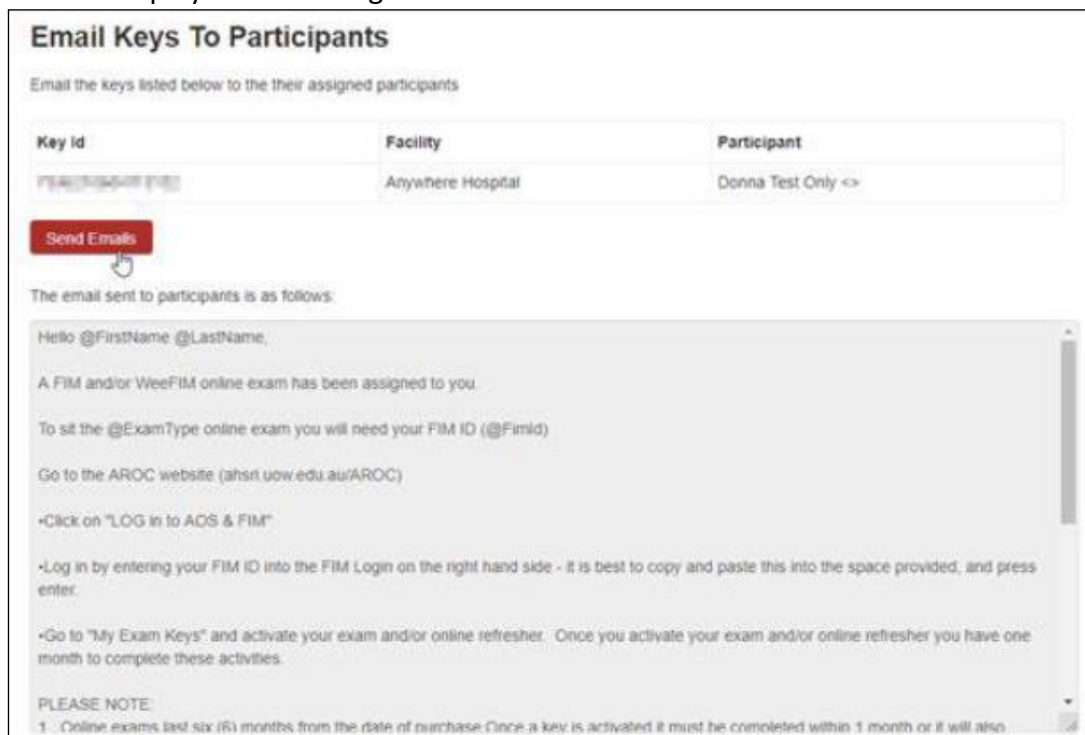 Email Keys To Participants
Email the keys listed below to the their assigned participants
Key Id Facility Participant
Anywhere Hospital Donna Test Only <>
Send Emails
The email sent to participants is as follows:
Hello @FirstName @LastName,
A FIM and/or WeeFIM online exam has been assigned to you.
To sit the @ExamType online exam you will need your FIM ID (@FimId)
Go to the AROC website (ahsri.uow.edu.au/AROC)
•Click on "LOG in to AOS & FIM"
•Log in by entering your FIM ID into the FIM Login on the right hand side - it is best to copy and paste this into the space provided, and press
enter.
•Go to "My Exam Keys" and activate your exam and/or online refresher. Once you activate your exam and/or online refresher you have one
month to complete these activities.
PLEASE NOTE:
1. Online exams last six (6) months from the date of purchase.Once a key is activated it must be completed within 1 month or it will also